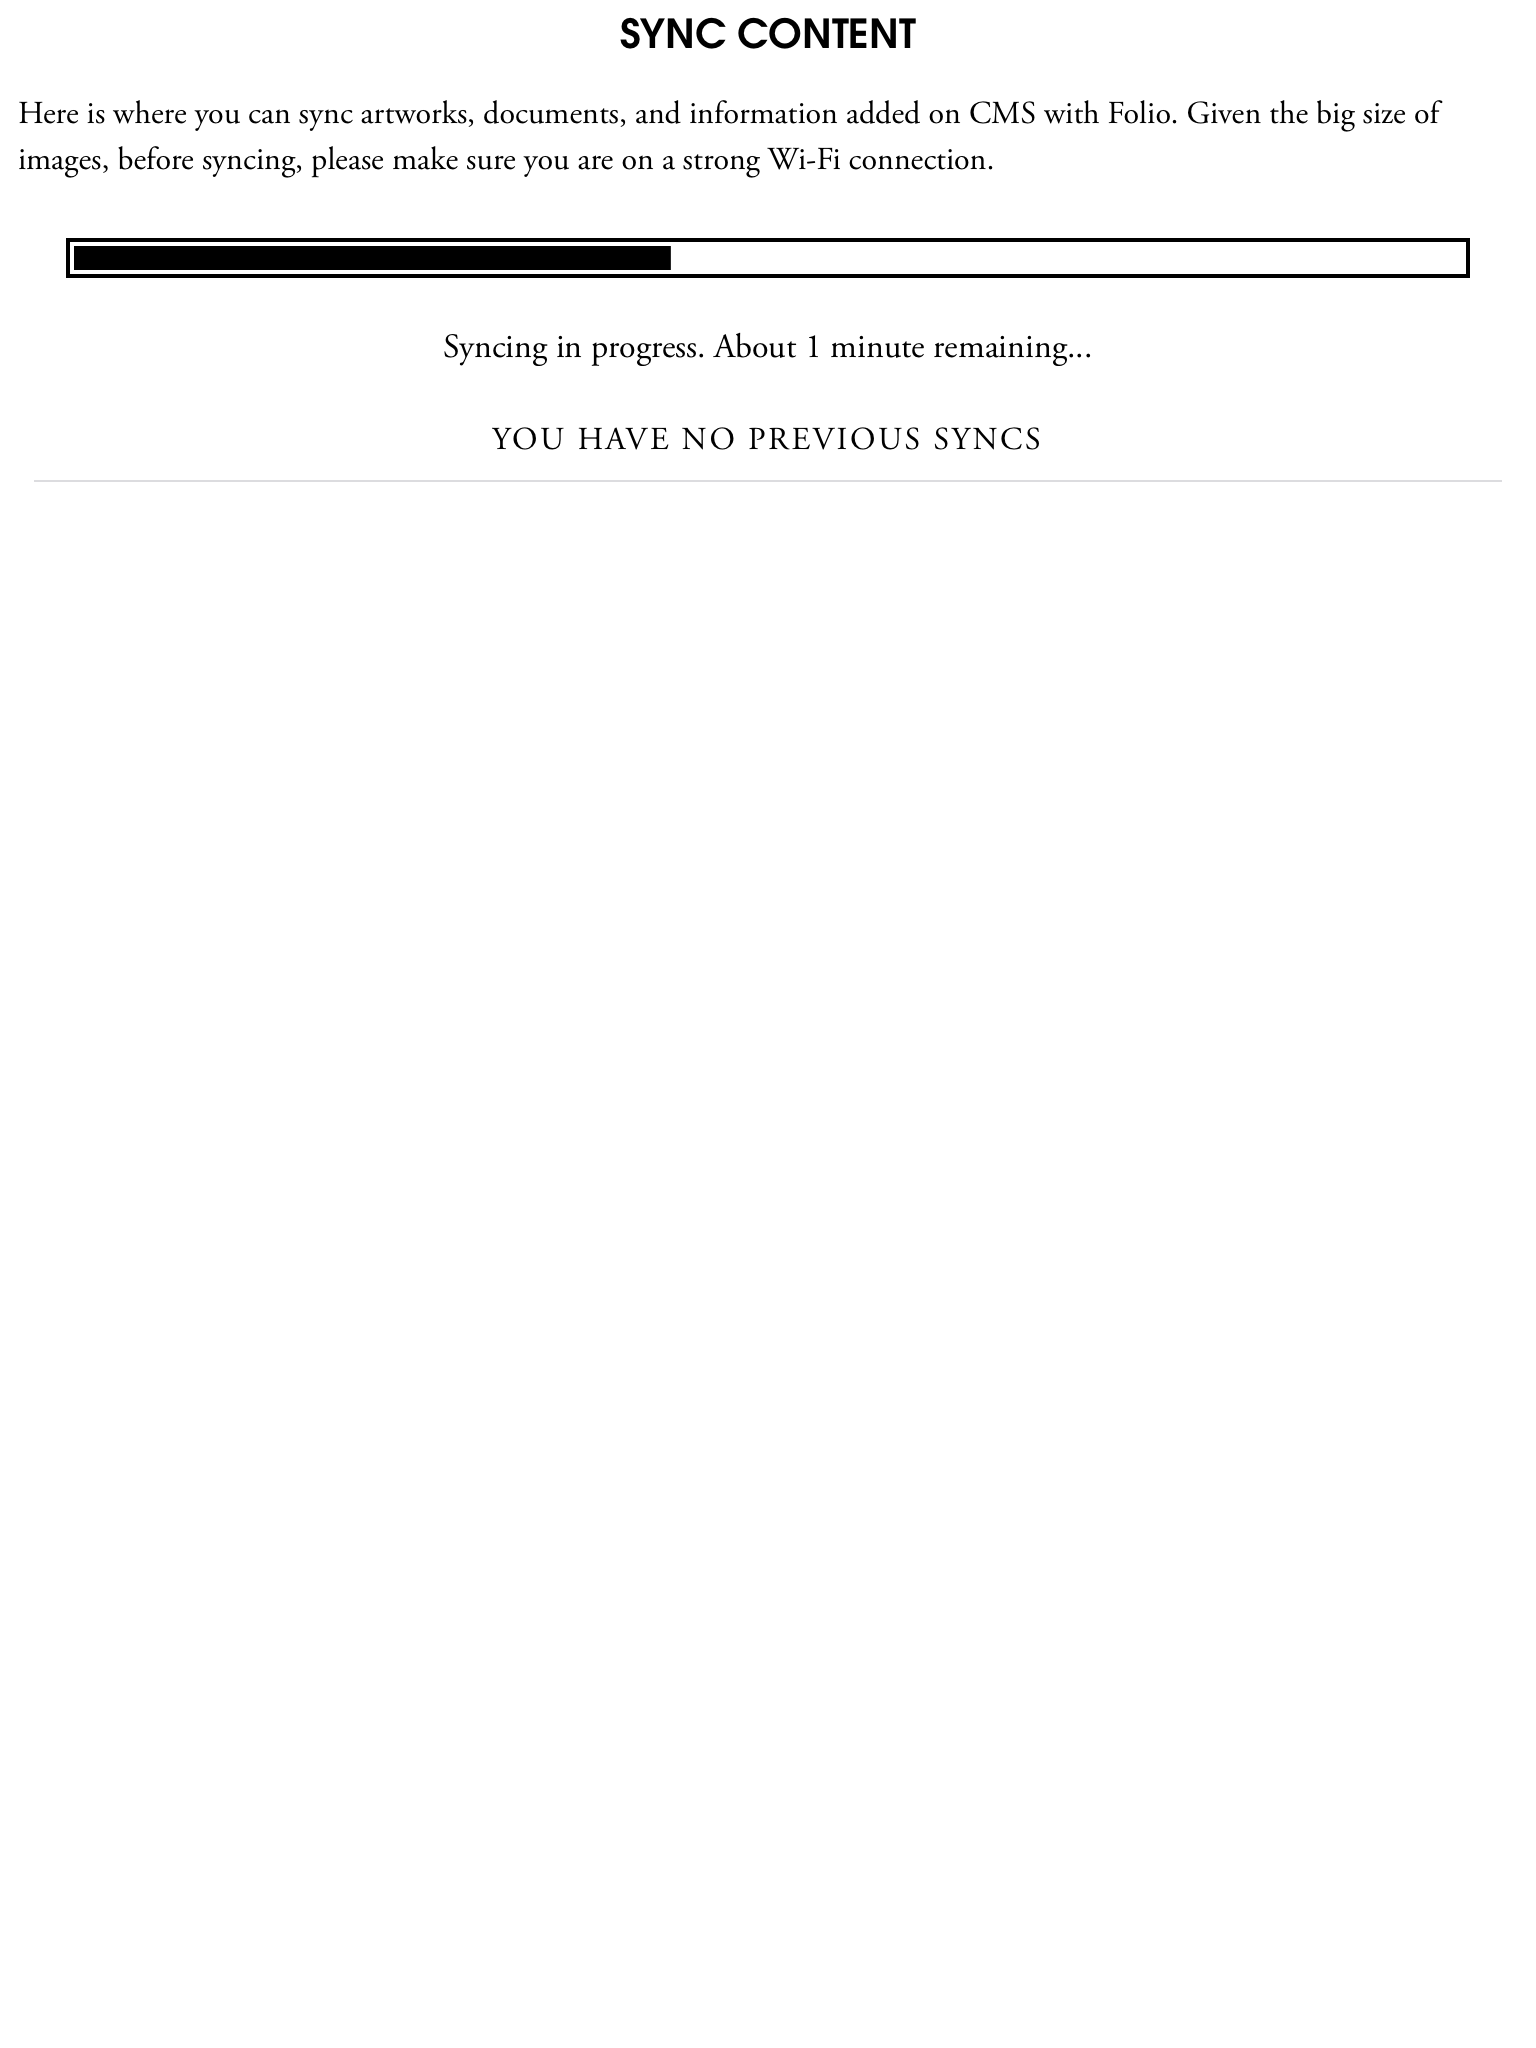 SYNC CONTENT
Here is where you can sync artworks, documents, and information added on CMS with Folio. Given the big size of
images, before syncing, please make sure you are on a strong Wi-Fi connection.
Syncing in progress. About 1 minute remaining...
YOU HAVE NO PREVIOUS SYNCS